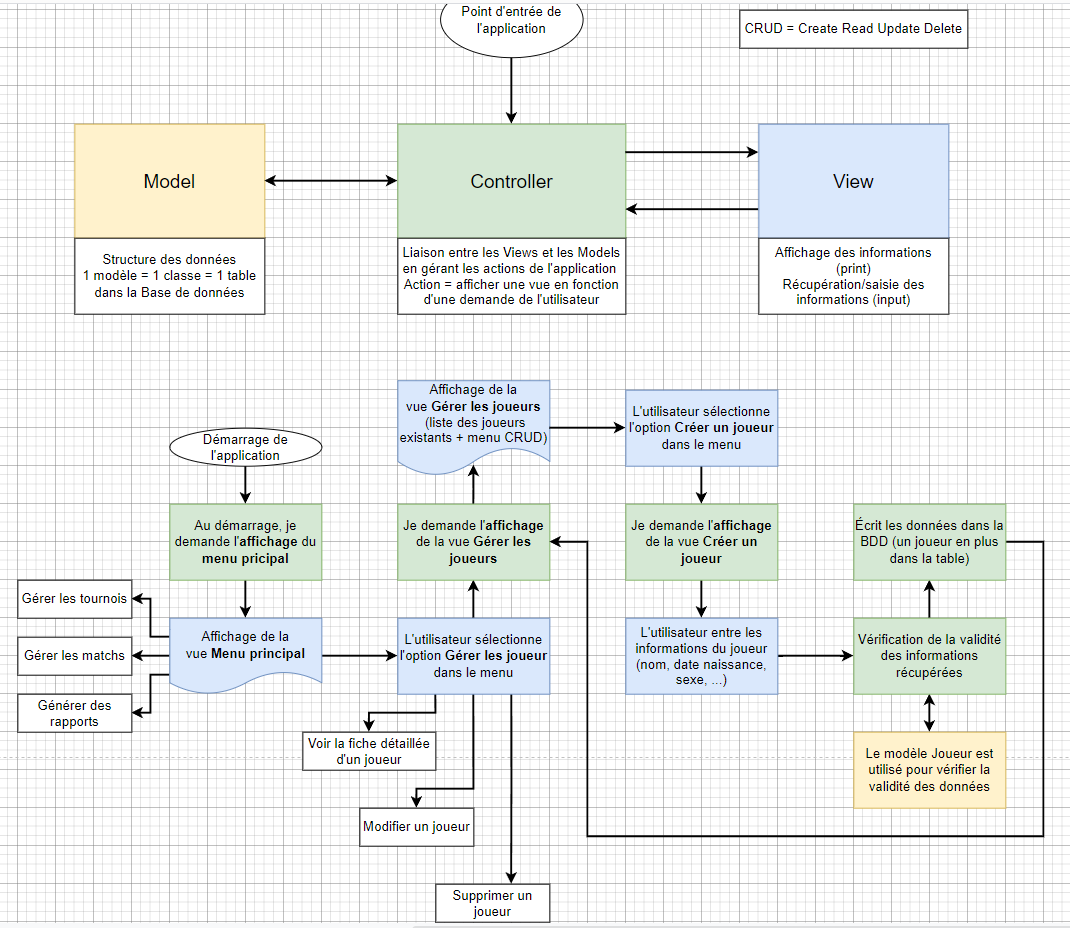 Point d'entrée de
l'application
CRUD = Create Read Update Delete
Model
Controller
View
Structure des données
1 modèle = 1 classe = 1 table
dans la Base de données
Liaison entre les Views et les Models
en gérant les actions de l'application
Action = afficher une vue en fonction
d'une demande de l'utilisateur
Affichage des informations
(print)
Récupération/saisie des
informations (input)
Affichage de la
vue Gérer les joueurs
(liste des joueurs
existants + menu CRUD)
L'utilisateur sélectionne
l'option Créer un joueur
dans le menu
Démarrage de
l'application
Au démarrage, je
demande l'affichage du
menu pricipal
Je demande l'affichage
de la vue Gérer les
joueurs
Je demande l'affichage
de la vue Créer un
joueur
Écrit les données dans la
BDD (un joueur en plus
dans la table)
Gérer les tournois
Gérer les matchs
Générer des
rapports
Affichage de la
vue Menu principal
L'utilisateur sélectionne
l'option Gérer les joueur
dans le menu
L'utilisateur entre les
informations du joueur
(nom, date naissance,
sexe, ...)
Vérification de la validité
des informations
récupérées
Voir la fiche détaillée
d'un joueur
Le modèle Joueur est
utilisé pour vérifier la
validité des données
Modifier un joueur
Supprimer un
joueur